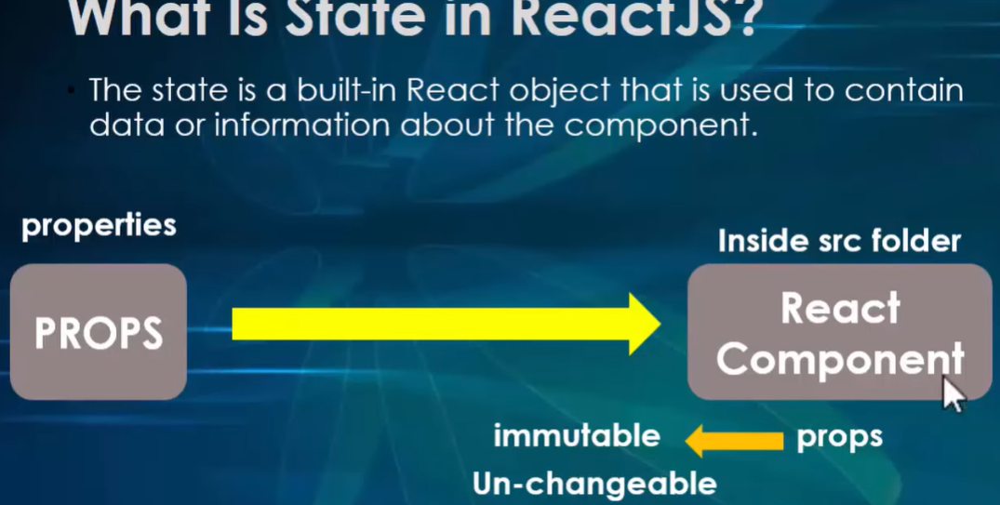 What Is State in ReactJS?
• The state is a built-in React object that is used to contain
data or information about the component.
properties
Inside src folder
PROPS
React
Component
immutable
props
Un-changeable